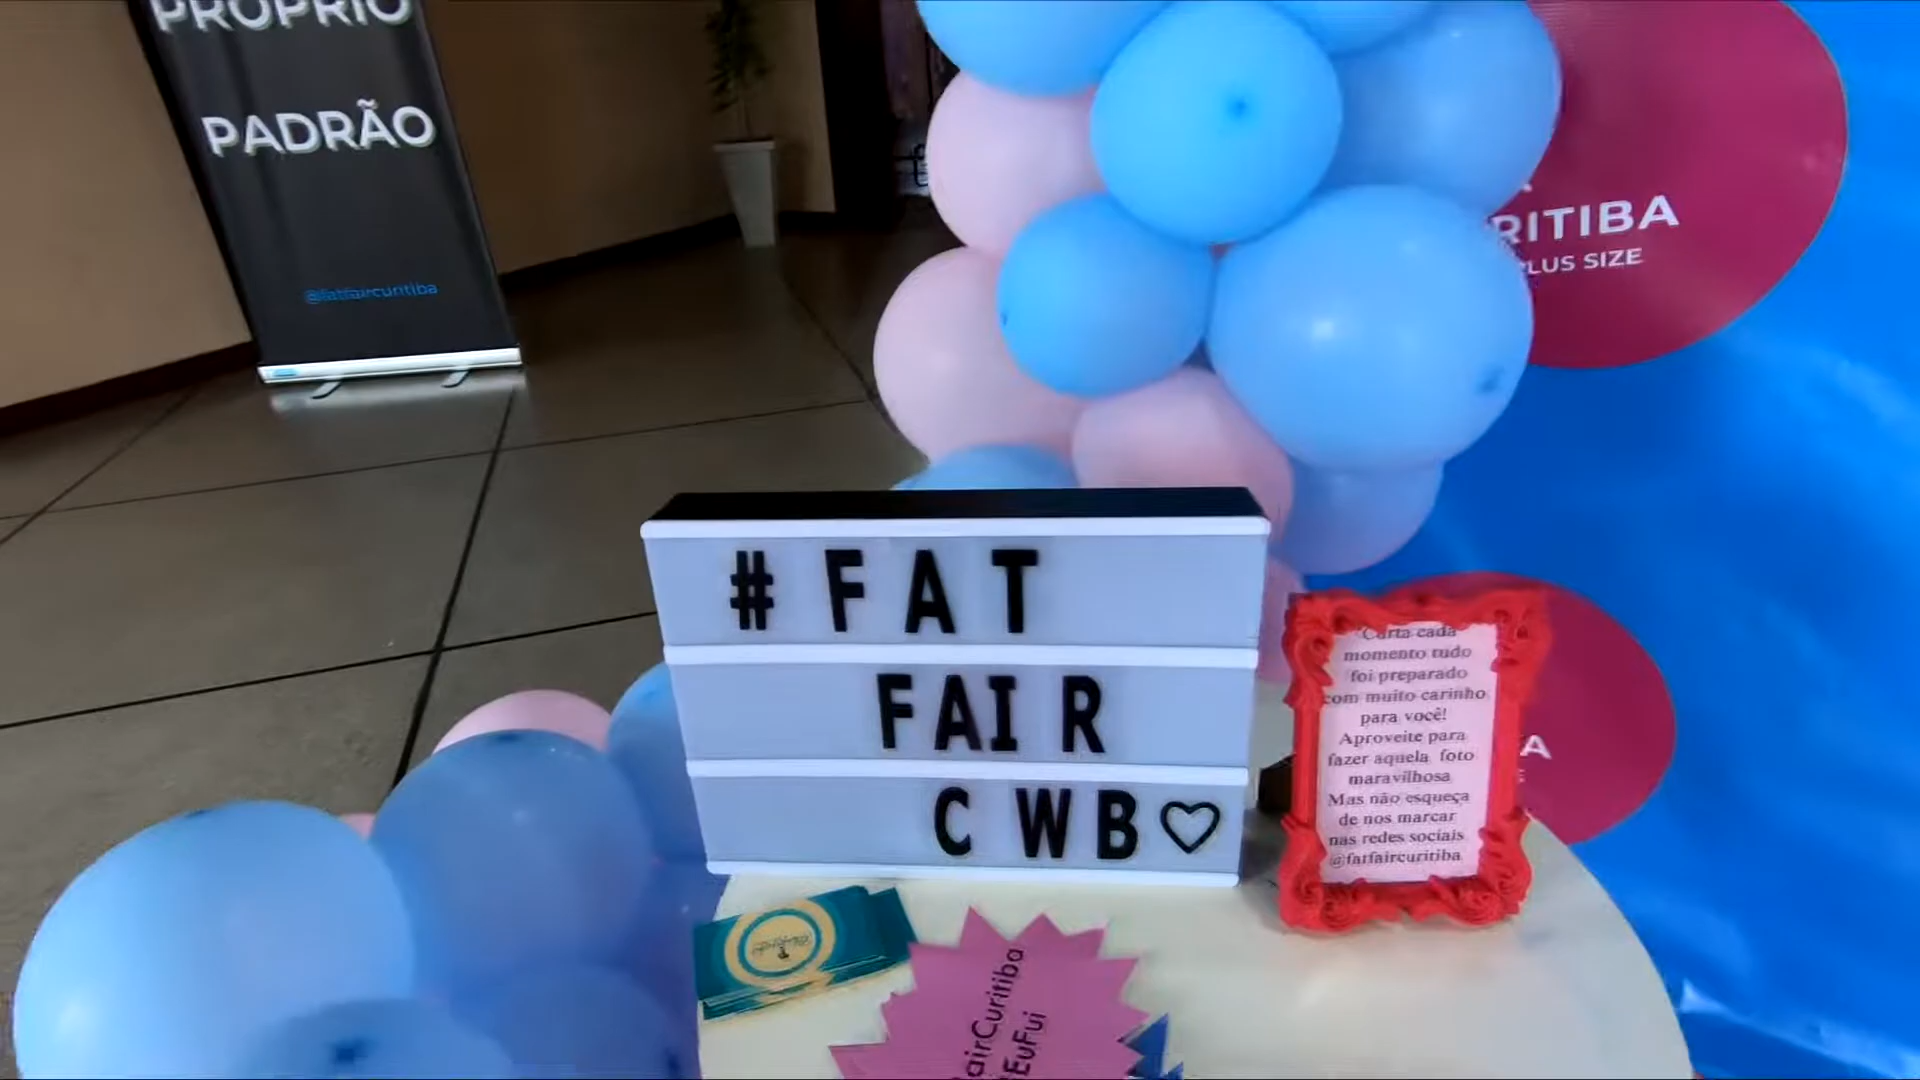 PRÓPRIO
PADRÃO
@fatfaircuritiba
RITIBA
LUS SIZE
# FAT
FAIR
CWB♡
Carta cada
momento tudo
foi preparado
com muito carinho
para você!
Aproveite para
fazer aquela foto
maravilhosa
Mas não esqueça
de nos marcar
nas redes sociais
@fatfaircuritiba
A
airCuritiba
EuFui